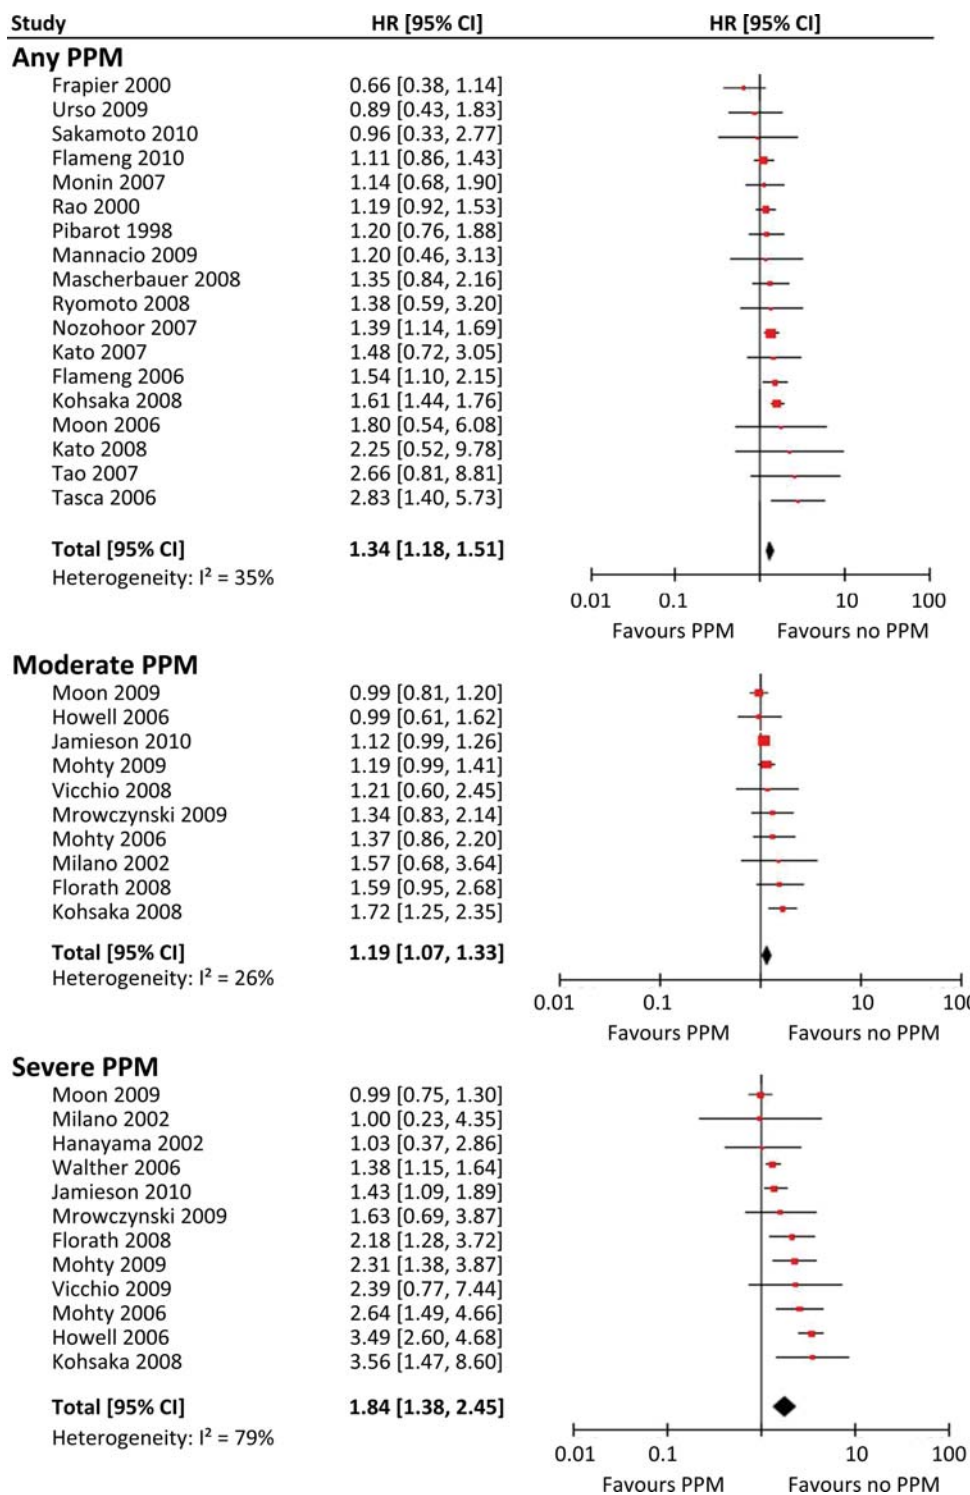 Study HR [95% CI] HR [95% CI]
Any PPM
Frapier 2000 0.66 [0.38, 1.14]
Urso 2009 0.89 [0.43, 1.83]
Sakamoto 2010 0.96 [0.33, 2.77]
Flameng 2010 1.11 [0.86, 1.43]
Monin 2007 1.14 [0.68, 1.90]
Rao 2000 1.19 [0.92, 1.53]
Pibarot 1998 1.20 [0.76, 1.88]
Mannacio 2009 1.20 [0.46, 3.13]
Mascherbauer 2008 1.35 [0.84, 2.16]
Ryomoto 2008 1.38 [0.59, 3.20]
Nozohoor 2007 1.39 [1.14, 1.69]
Kato 2007 1.48 [0.72, 3.05]
Flameng 2006 1.54 [1.10, 2.15]
Kohsaka 2008 1.61 [1.44, 1.76]
Moon 2006 1.80 [0.54, 6.08]
Kato 2008 2.25 [0.52, 9.78]
Tao 2007 2.66 [0.81, 8.81]
Tasca 2006 2.83 [1.40, 5.73]
Total [95% CI] 1.34 [1.18, 1.51]
Heterogeneity: I² = 35%
0.01 0.1 10 100
Favours PPM Favours no PPM
Moderate PPM
Moon 2009 0.99 [0.81, 1.20]
Howell 2006 0.99 [0.61, 1.62]
Jamieson 2010 1.12 [0.99, 1.26]
Mohty 2009 1.19 [0.99, 1.41]
Vicchio 2008 1.21 [0.60, 2.45]
Mrowczynski 2009 1.34 [0.83, 2.14]
Mohty 2006 1.37 [0.86, 2.20]
Milano 2002 1.57 [0.68, 3.64]
Florath 2008 1.59 [0.95, 2.68]
Kohsaka 2008 1.72 [1.25, 2.35]
Total [95% CI] 1.19 [1.07, 1.33]
Heterogeneity: I² = 26%
0.01 0.1 10 100
Favours PPM Favours no PPM
Severe PPM
Moon 2009 0.99 [0.75, 1.30]
Milano 2002 1.00 [0.23, 4.35]
Hanayama 2002 1.03 [0.37, 2.86]
Walther 2006 1.38 [1.15, 1.64]
Jamieson 2010 1.43 [1.09, 1.89]
Mrowczynski 2009 1.63 [0.69, 3.87]
Florath 2008 2.18 [1.28, 3.72]
Mohty 2009 2.31 [1.38, 3.87]
Vicchio 2009 2.39 [0.77, 7.44]
Mohty 2006 2.64 [1.49, 4.66]
Howell 2006 3.49 [2.60, 4.68]
Kohsaka 2008 3.56 [1.47, 8.60]
Total [95% CI] 1.84 [1.38, 2.45]
Heterogeneity: I² = 79%
0.01 0.1 10 100
Favours PPM Favours no PPM